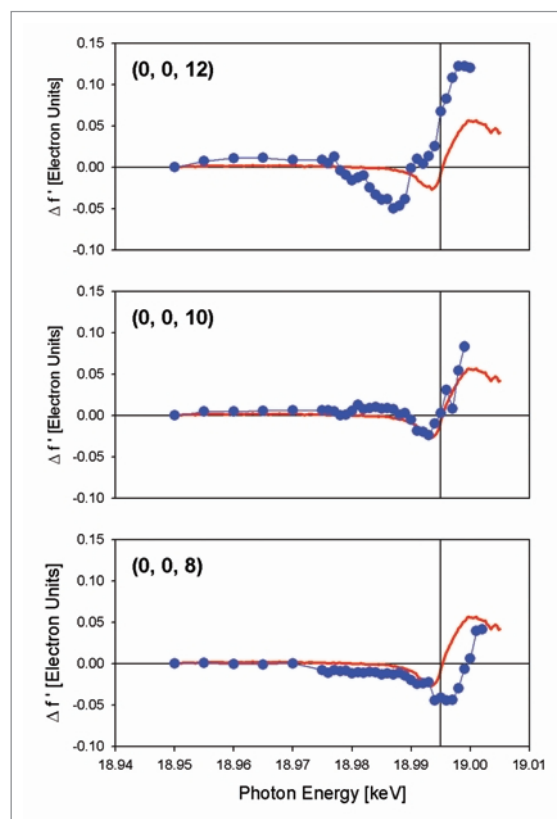 0.15
(0, 0, 12)
0.10
0.05
0.00
-0.05
-0.10
Δ f ' [Electron Units]
0.15
(0, 0, 10)
0.10
0.05
0.00
-0.05
-0.10
Δ f ' [Electron Units]
0.15
(0, 0, 8)
0.10
0.05
0.00
-0.05
-0.10
Δ f ' [Electron Units]
18.94 18.95 18.96 18.97 18.98 18.99 19.00 19.01
Photon Energy [keV]